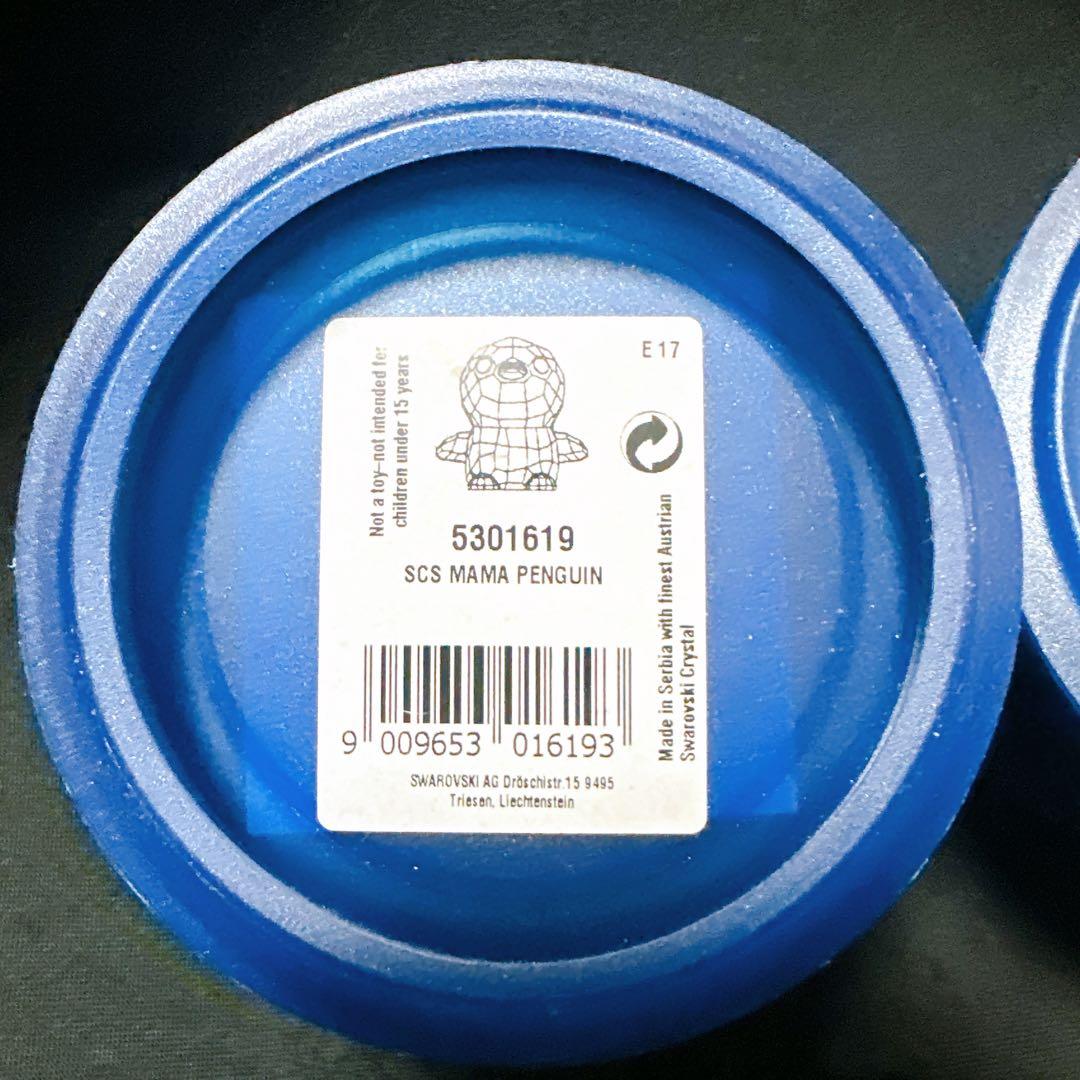 E 17
Not a toy-not intended for
children under 15 years
5301619
SCS MAMA PENGUIN
Made in Serbia with finest Austrian
Swarovski Crystal
9 009653 016193
SWAROVSKI AG Dröschistr.15 9495
Triesen, Liechtenstein